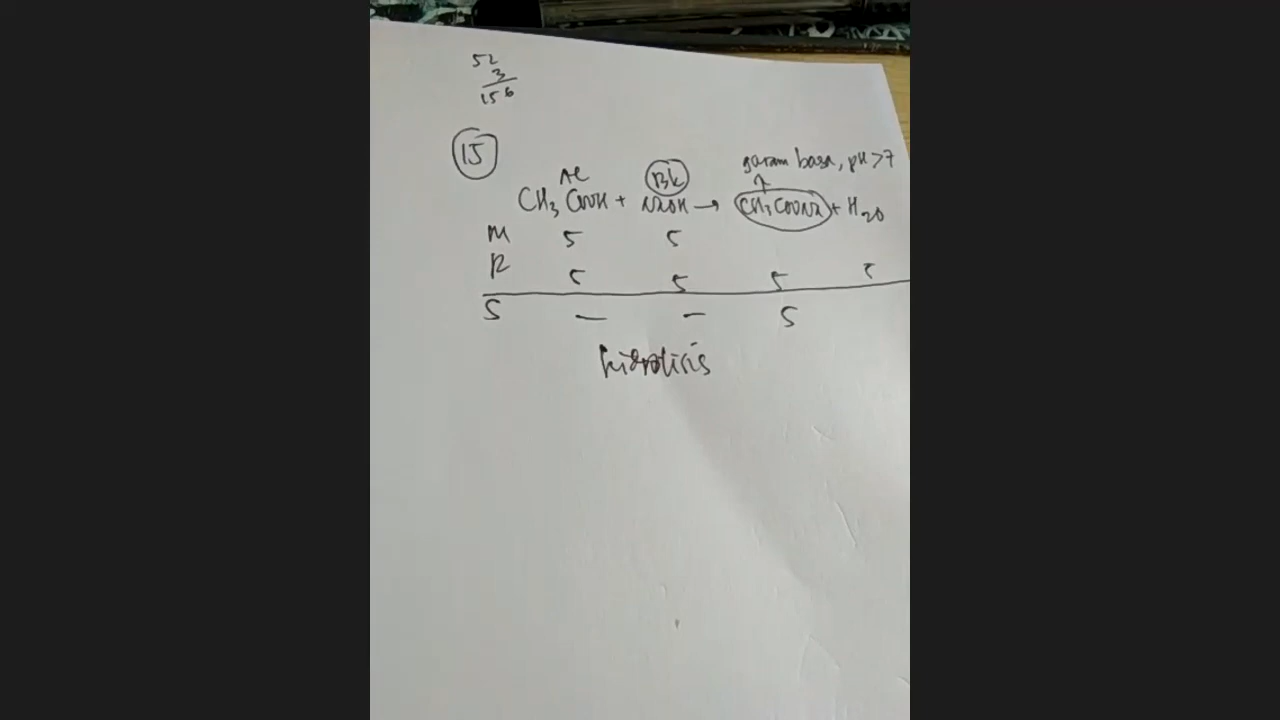 52
3
156
15
garam basa, pH>7
AL Bk
CH3COOH + NaOH → CH3COONa + H2O
M 5 5
R 5 5 5 5
S — — 5
hidrolisis